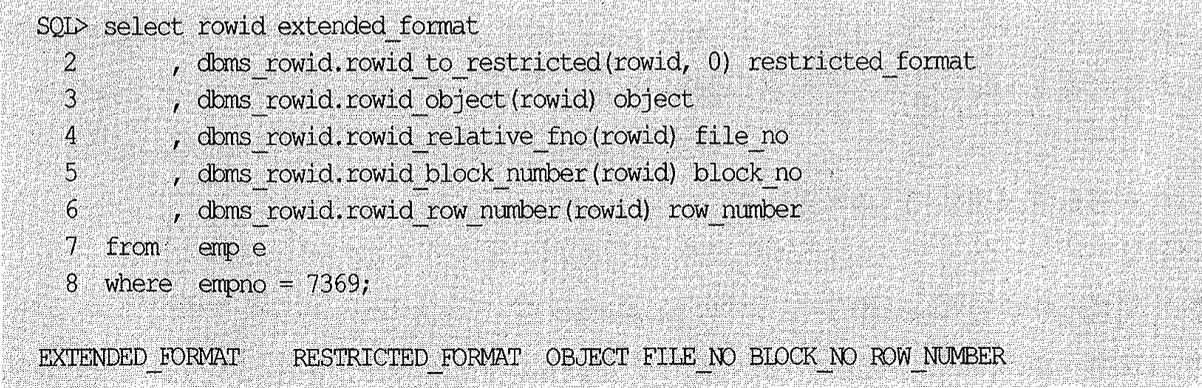 SQL> select rowid extended_format
2 , dbms_rowid.rowid_to_restricted(rowid, 0) restricted_format
3 , dbms_rowid.rowid_object(rowid) object
4 , dbms_rowid.rowid_relative_fno(rowid) file_no
5 , dbms_rowid.rowid_block_number(rowid) block_no
6 , dbms_rowid.rowid_row_number(rowid) row_number
7 from emp e
8 where empno = 7369;
EXTENDED_FORMAT RESTRICTED_FORMAT OBJECT FILE_NO BLOCK_NO ROW_NUMBER